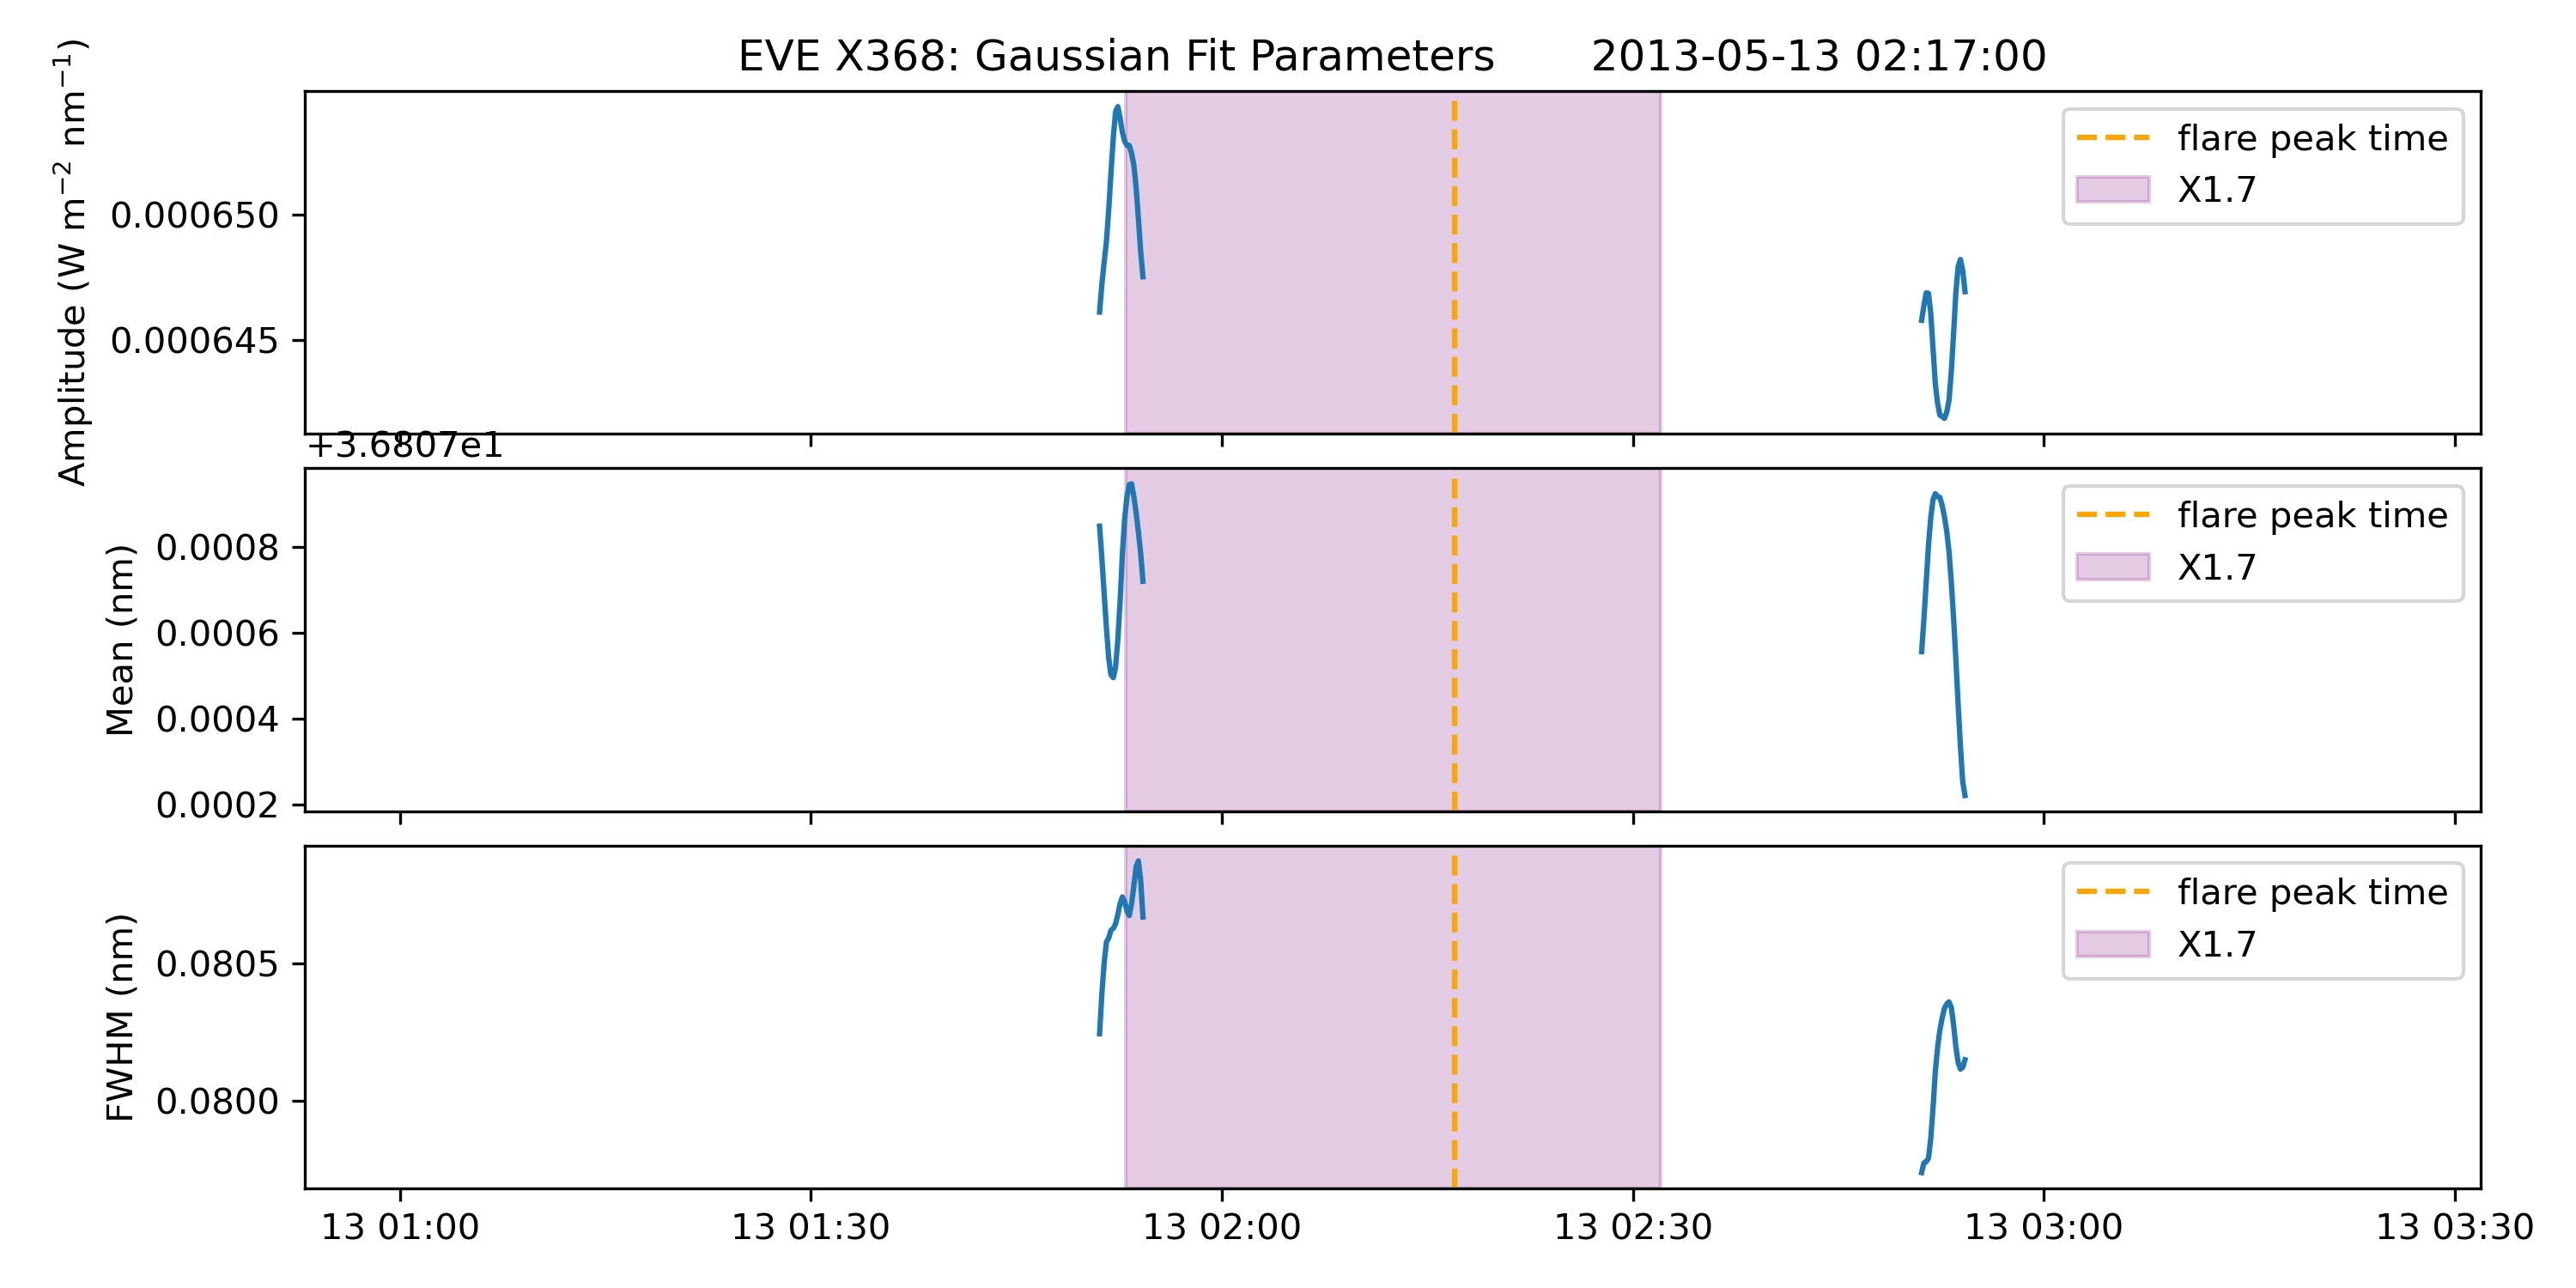 EVE X368: Gaussian Fit Parameters 2013-05-13 02:17:00
Amplitude (W m⁻² nm⁻¹)
0.000650
0.000645
flare peak time
X1.7
+3.6807e1
Mean (nm)
0.0008
0.0006
0.0004
0.0002
flare peak time
X1.7
FWHM (nm)
0.0805
0.0800
flare peak time
X1.7
13 01:00 13 01:30 13 02:00 13 02:30 13 03:00 13 03:30